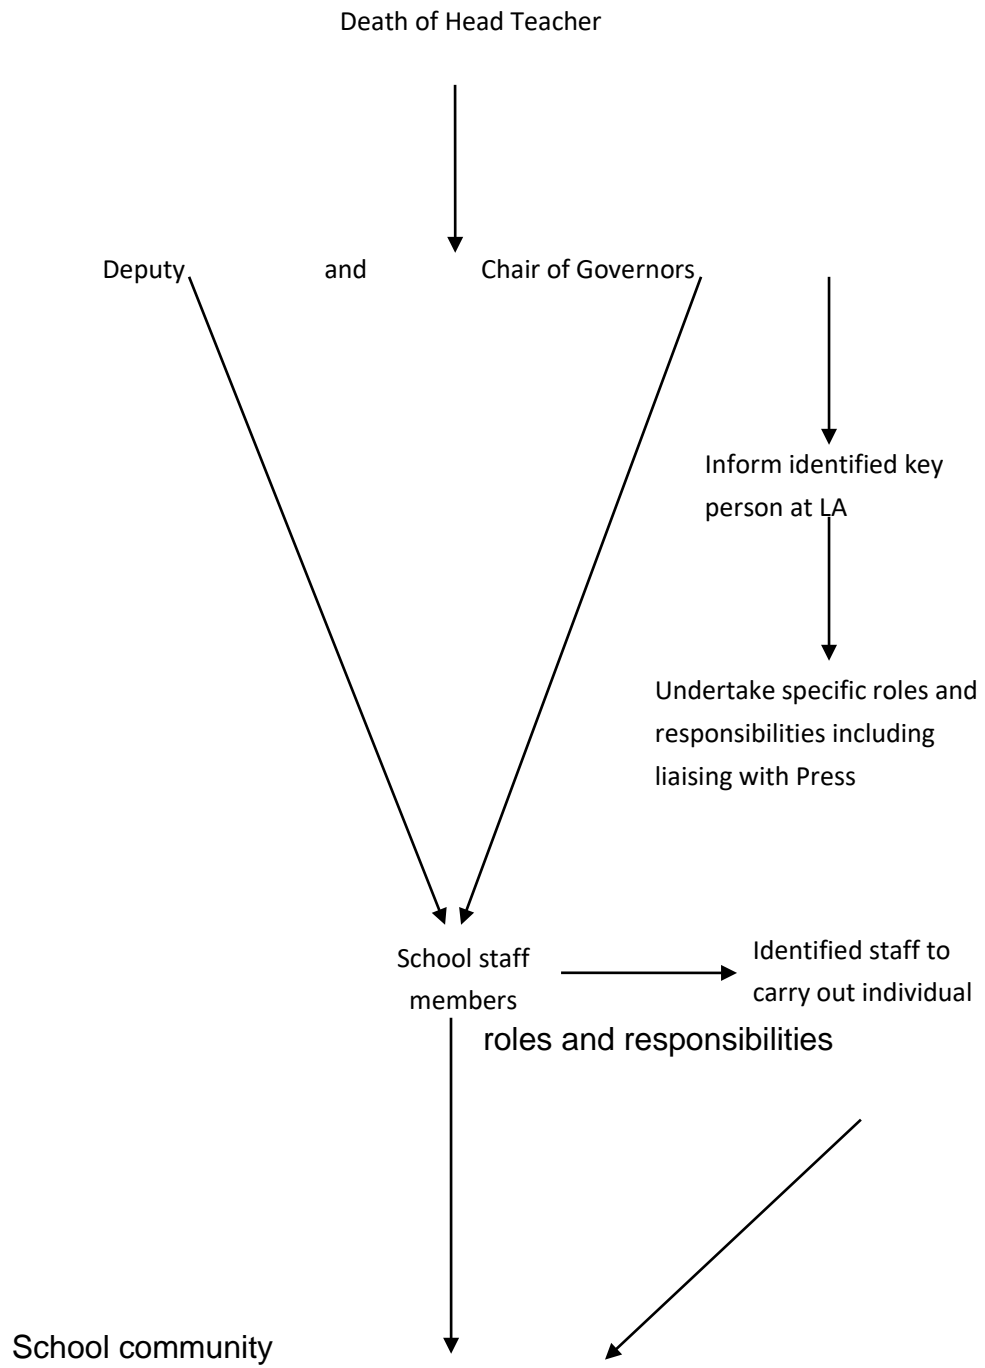 Death of Head Teacher
Deputy and Chair of Governors
Inform identified key
person at LA
Undertake specific roles and
responsibilities including
liaising with Press
School staff
members
Identified staff to
carry out individual
roles and responsibilities
School community